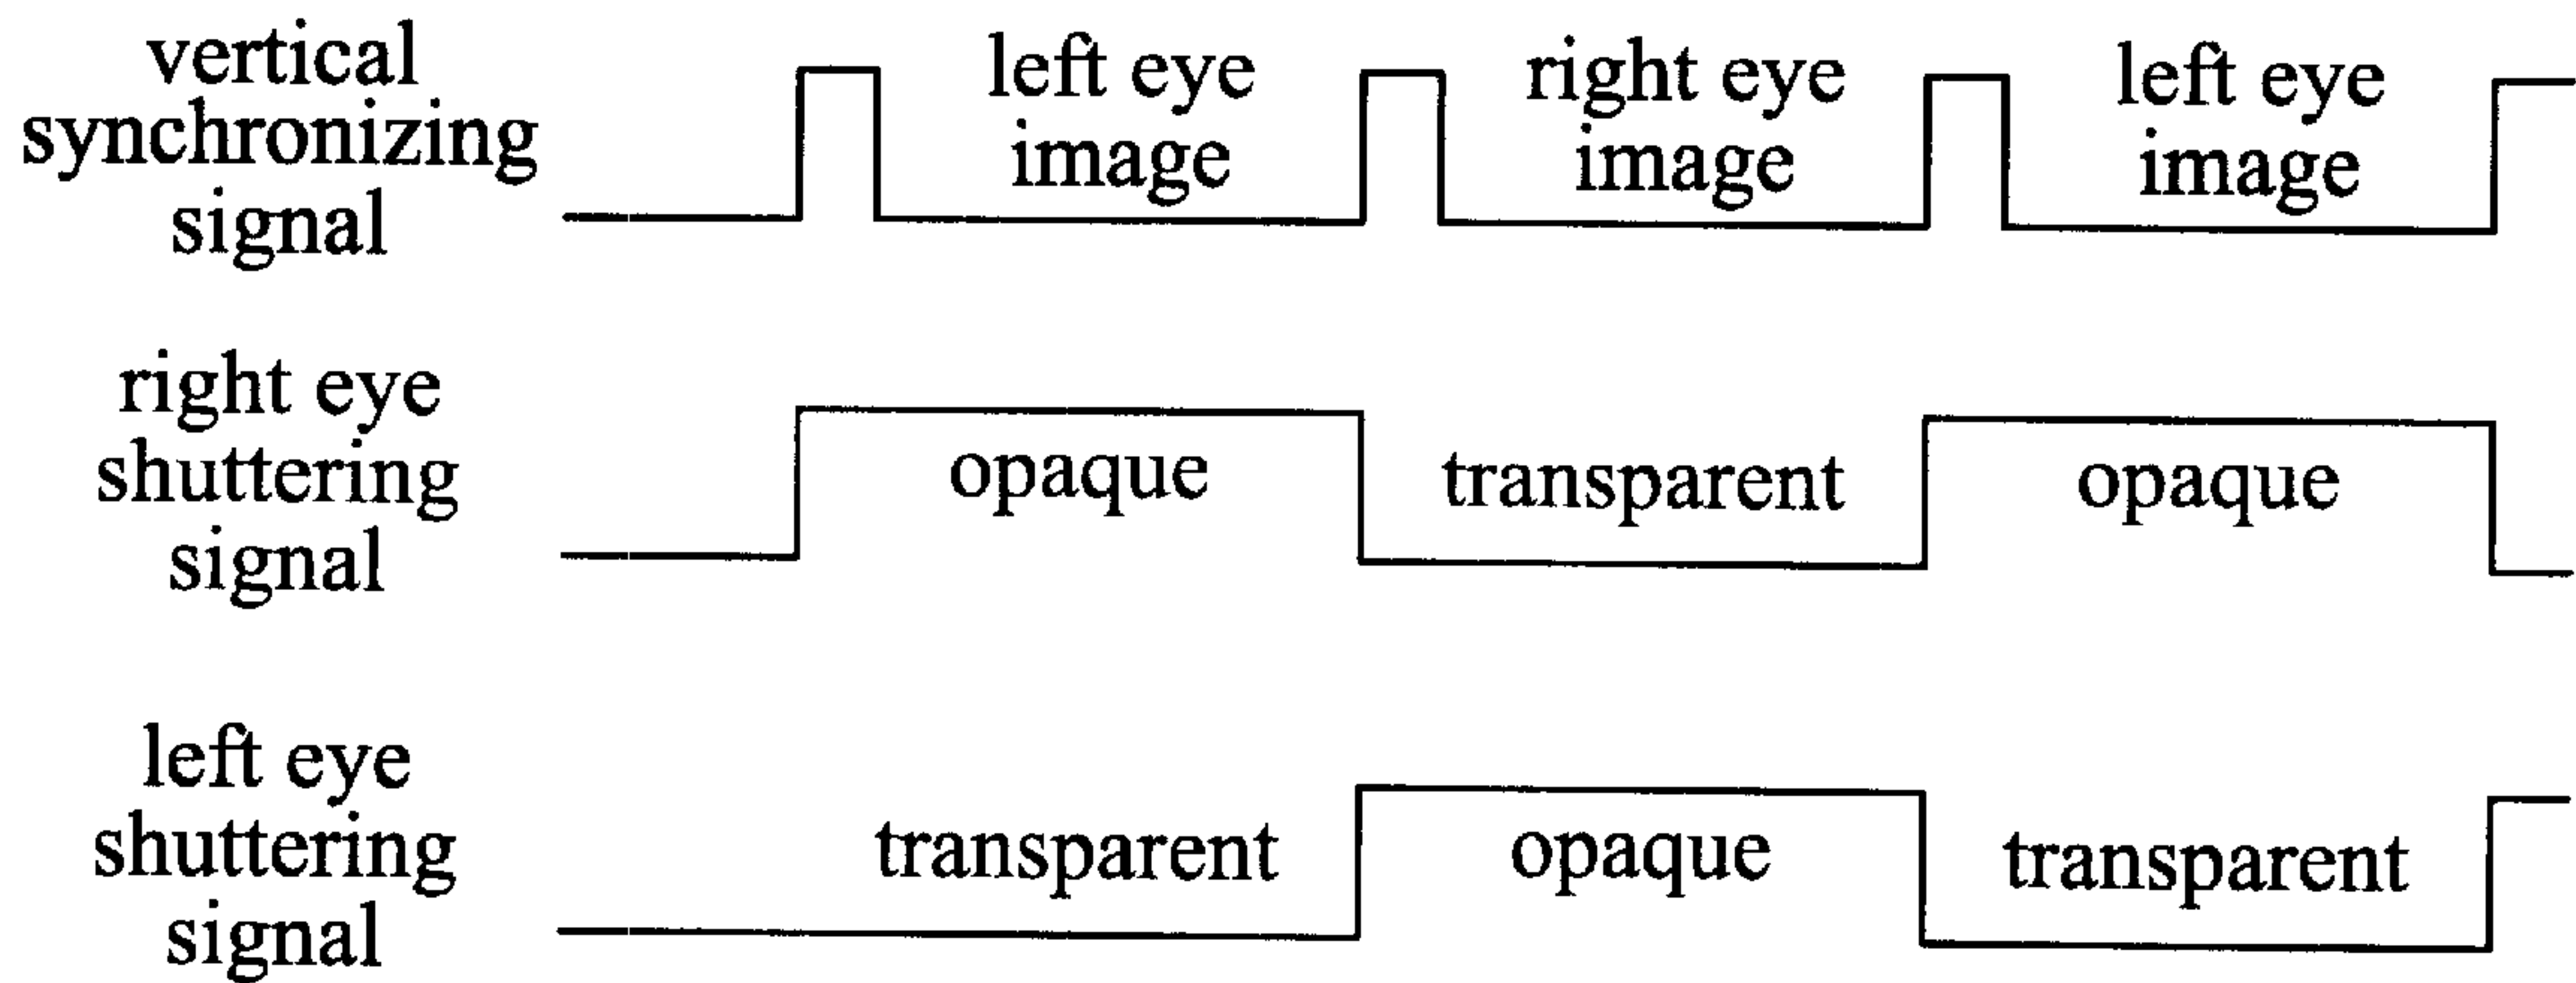 vertical
synchronizing
signal
left eye
image
right eye
image
left eye
image
right eye
shuttering
signal
opaque
transparent
opaque
left eye
shuttering
signal
transparent
opaque
transparent